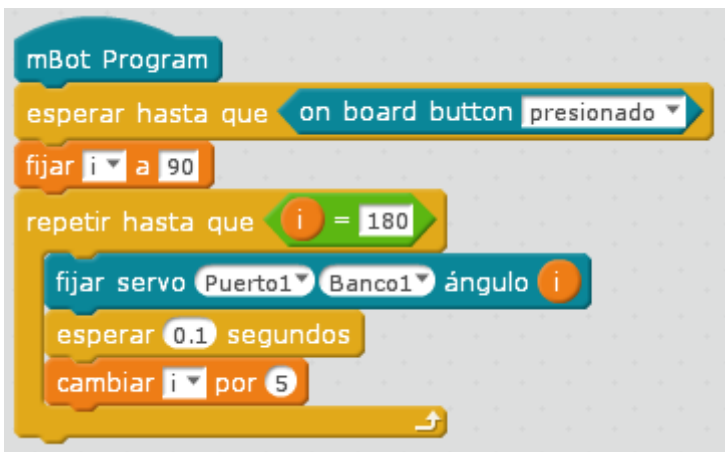 mBot Program
esperar hasta que on board button presionado
fijar i a 90
repetir hasta que i = 180
fijar servo Puerto1 Banco1 ángulo i
esperar 0.1 segundos
cambiar i por 5